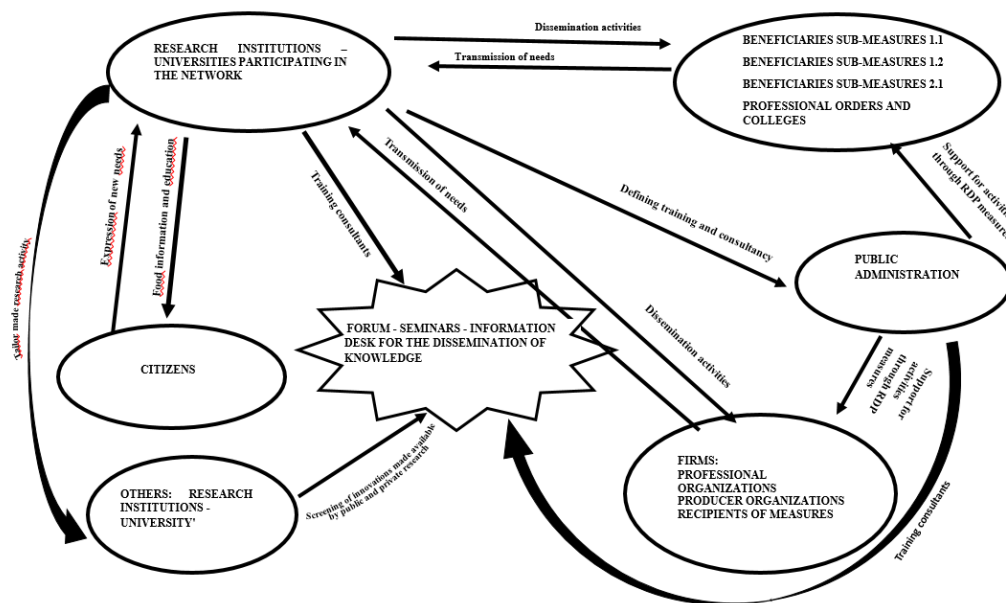 RESEARCH INSTITUTIONS –
UNIVERSITIES PARTICIPATING IN
THE NETWORK
Dissemination activities
Transmission of needs
BENEFICIARIES SUB-MEASURES 1.1
BENEFICIARIES SUB-MEASURES 1.2
BENEFICIARIES SUB-MEASURES 2.1
PROFESSIONAL ORDERS AND
COLLEGES
Tailor made research activity
Expression of new needs
Food information and education
Training consultants
Transmission of needs
Defining training and consultancy
Support for activities
through RDP measures
PUBLIC
ADMINISTRATION
CITIZENS
FORUM - SEMINARS - INFORMATION
DESK FOR THE DISSEMINATION OF
KNOWLEDGE
Dissemination activities
Support for
activities
through RDP
measures
OTHERS: RESEARCH
INSTITUTIONS -
UNIVERSITY'
Screening of innovations made available
by public and private research
FIRMS:
PROFESSIONAL
ORGANIZATIONS
PRODUCER ORGANIZATIONS
RECIPIENTS OF MEASURES
Training consultants